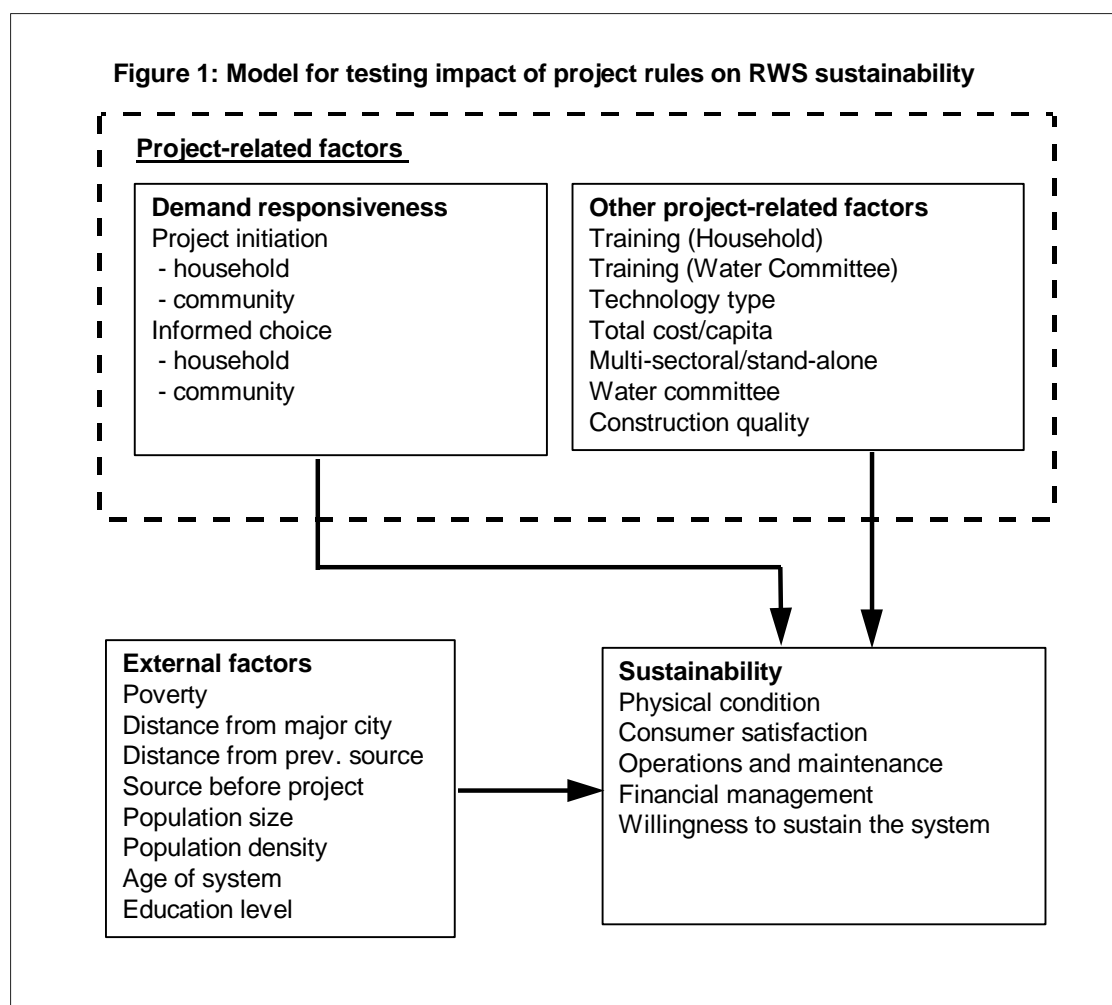 Figure 1: Model for testing impact of project rules on RWS sustainability
Project-related factors
Demand responsiveness
Project initiation
- household
- community
Informed choice
- household
- community
Other project-related factors
Training (Household)
Training (Water Committee)
Technology type
Total cost/capita
Multi-sectoral/stand-alone
Water committee
Construction quality
External factors
Poverty
Distance from major city
Distance from prev. source
Source before project
Population size
Population density
Age of system
Education level
Sustainability
Physical condition
Consumer satisfaction
Operations and maintenance
Financial management
Willingness to sustain the system